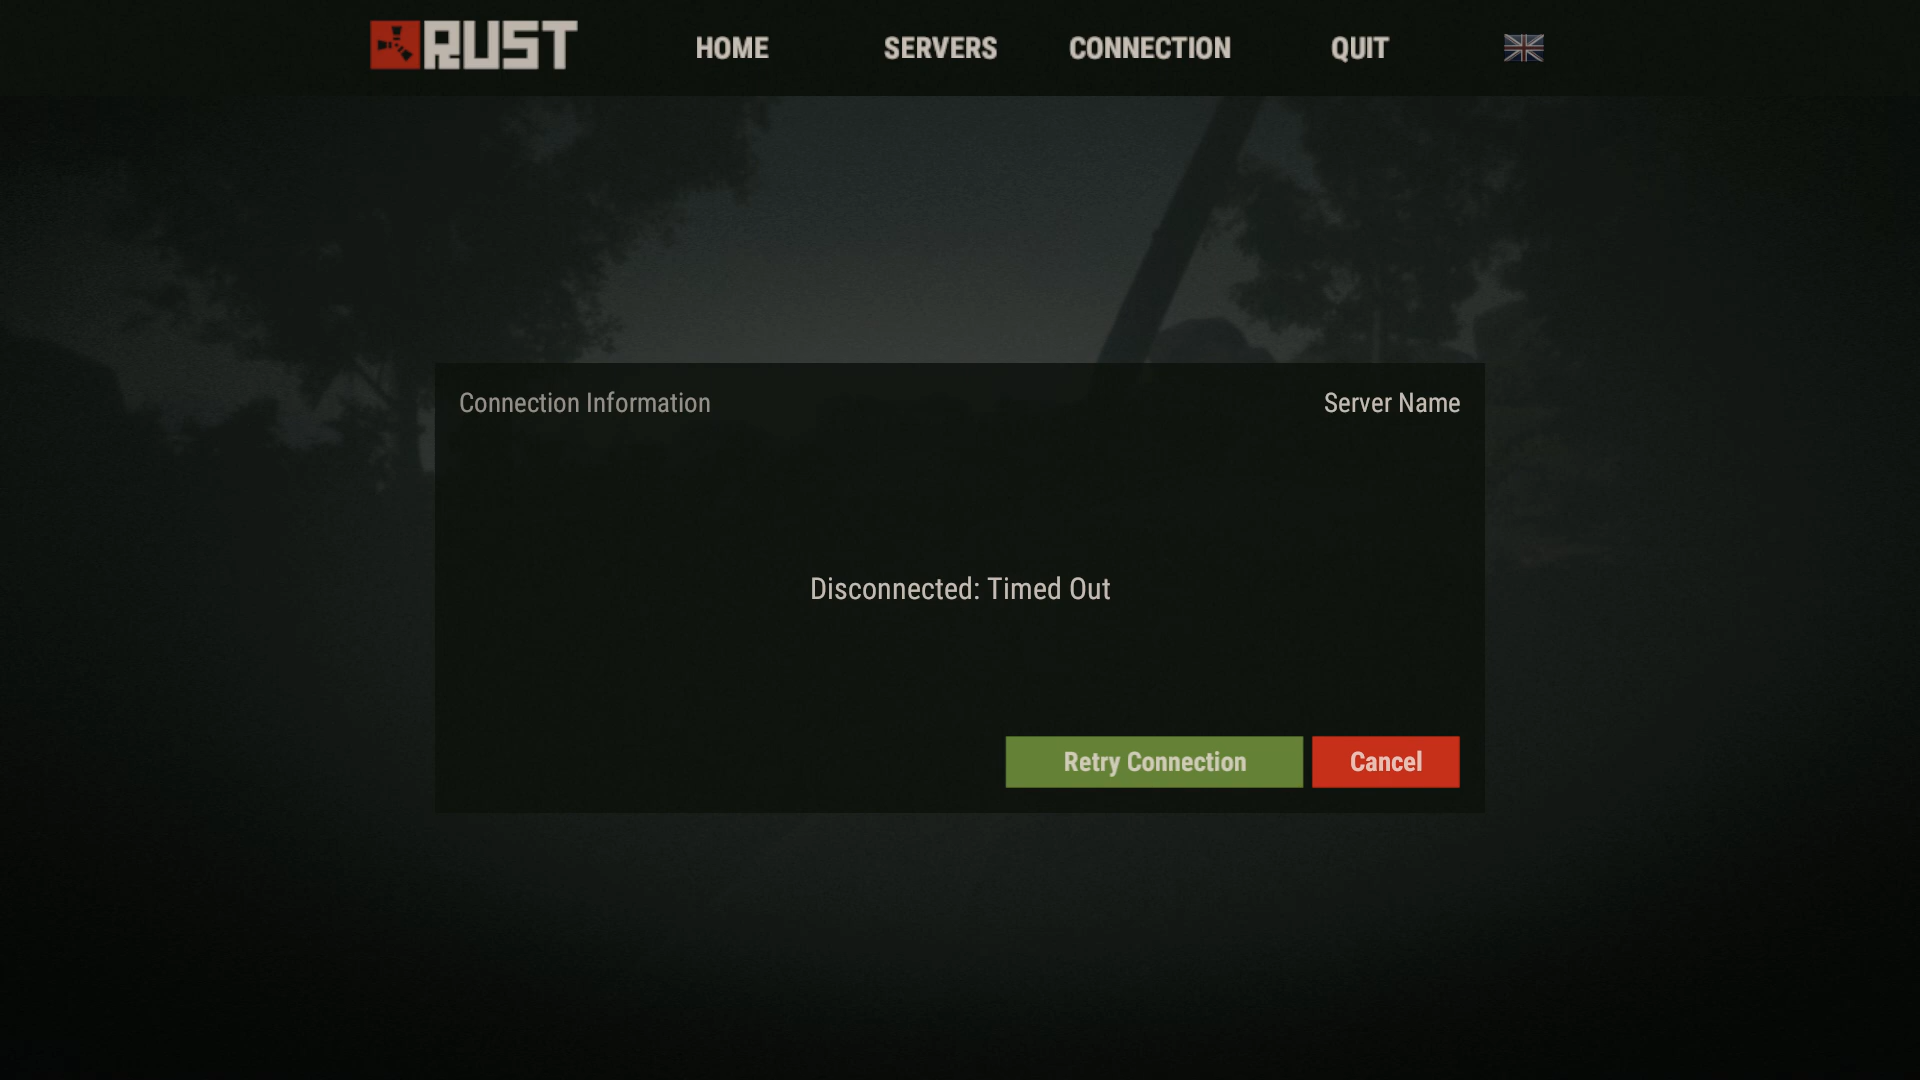 RUST HOME SERVERS CONNECTION QUIT
Connection Information Server Name
Disconnected: Timed Out
Retry Connection Cancel